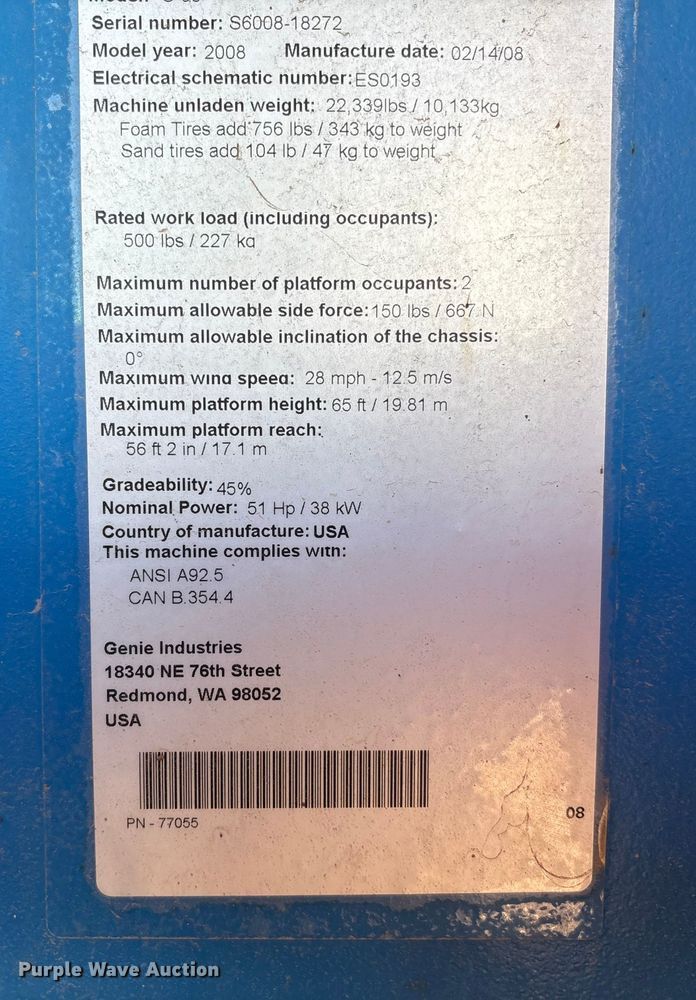 Serial number: S6008-18272
Model year: 2008 Manufacture date: 02/14/08
Electrical schematic number: ES0193
Machine unladen weight: 22,339lbs / 10,133kg
Foam Tires add 756 lbs / 343 kg to weight
Sand tires add 104 lb / 47 kg to weight
Rated work load (including occupants):
500 lbs / 227 kg
Maximum number of platform occupants: 2
Maximum allowable side force: 150 lbs / 667 N
Maximum allowable inclination of the chassis:
0°
Maximum wind speed: 28 mph - 12.5 m/s
Maximum platform height: 65 ft / 19.81 m
Maximum platform reach:
56 ft 2 in / 17.1 m
Gradeability: 45%
Nominal Power: 51 Hp / 38 kW
Country of manufacture: USA
This machine complies with:
ANSI A92.5
CAN B.354.4
Genie Industries
18340 NE 76th Street
Redmond, WA 98052
USA
PN - 77055
08
Purple Wave Auction